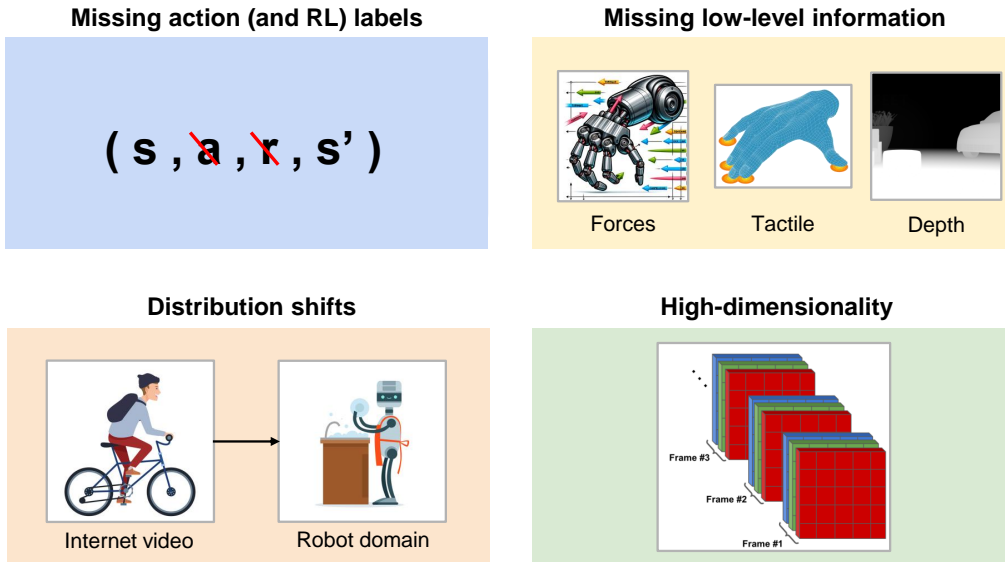 Missing action (and RL) labels
( s , a , r , s’ )
Missing low-level information
Forces
Tactile
Depth
Distribution shifts
Internet video
Robot domain
High-dimensionality
Frame #3
Frame #2
Frame #1